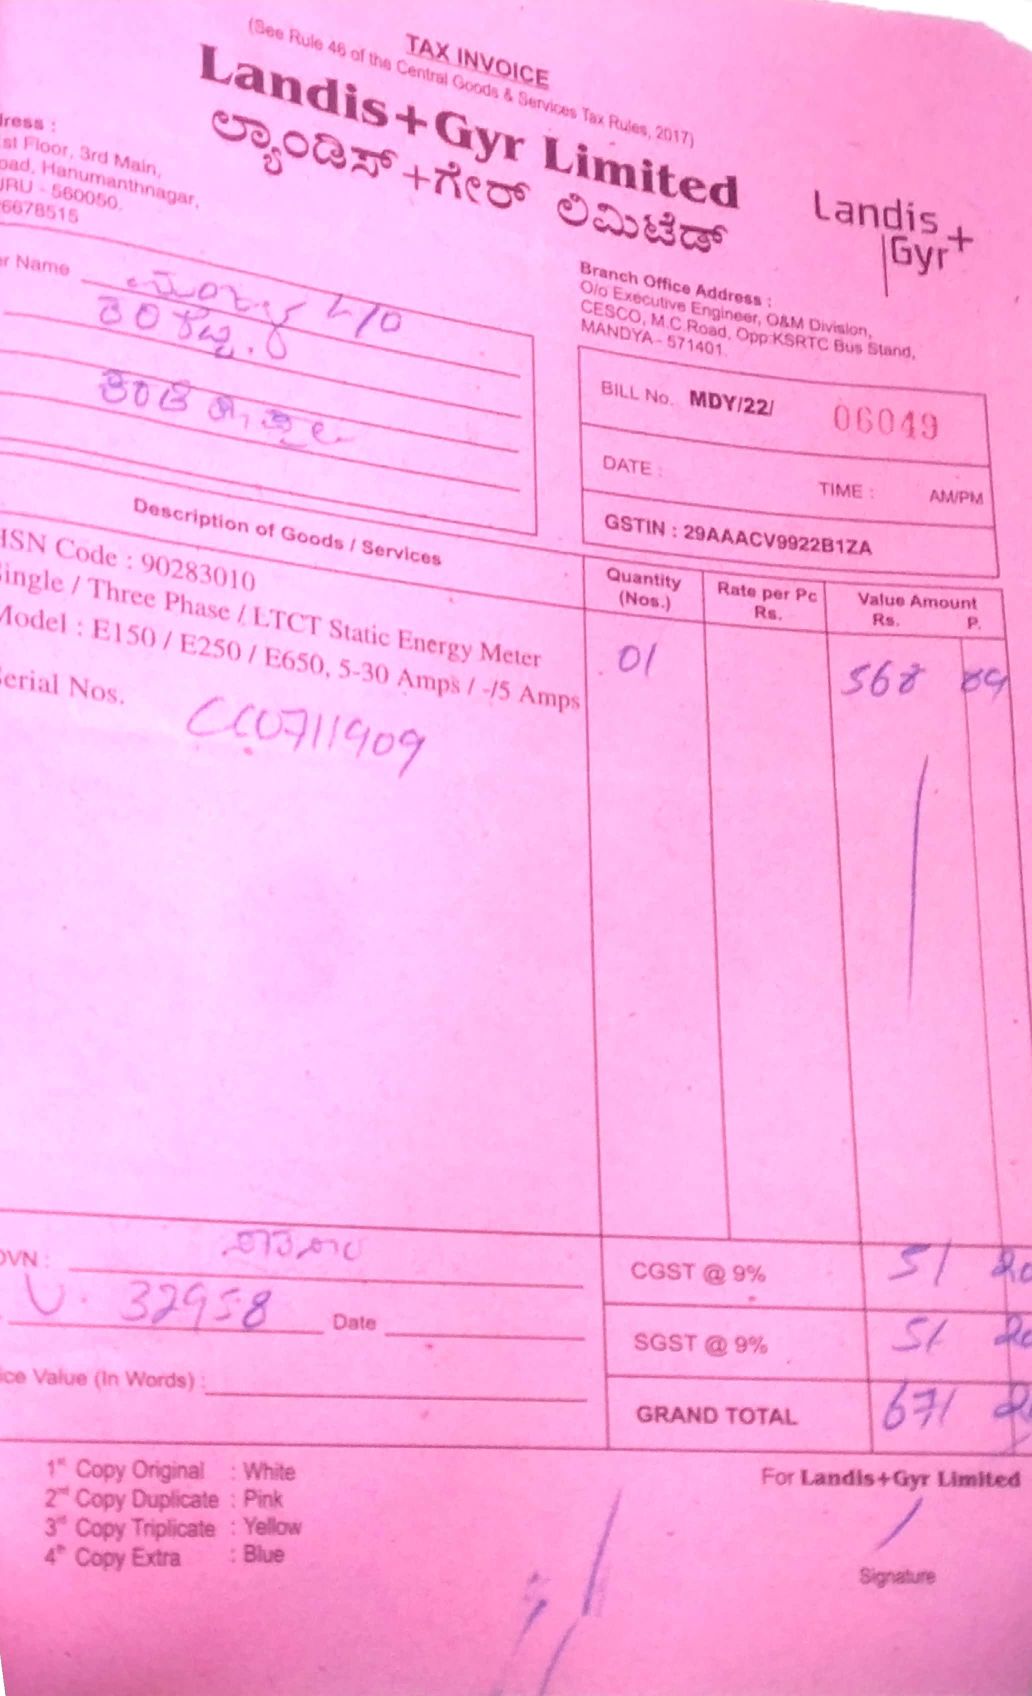 TAX INVOICE
(See Rule 46 of the Central Goods & Services Tax Rules, 2017)
Landis+Gyr Limited
ಲ್ಯಾಂಡಿಸ್+ಗೇರ್ ಲಿಮಿಟೆಡ್
Landis+
Gyr
ress :
st Floor, 3rd Main,
oad, Hanumanthnagar,
URU - 560050.
6678515
Branch Office Address :
O/o Executive Engineer, O&M Division,
CESCO, M.C.Road, Opp:KSRTC Bus Stand,
MANDYA - 571401.
er Name
BILL No. MDY/22/ 06049
DATE :
TIME : AM/PM
GSTIN : 29AAACV9922B1ZA
Description of Goods / Services
Quantity (Nos.)
Rate per Pc Rs.
Value Amount
Rs. P.
HSN Code : 90283010
Single / Three Phase / LTCT Static Energy Meter
Model : E150 / E250 / E650, 5-30 Amps / -/5 Amps
Serial Nos.
CC0711909
01
568 89
OVN :
32958 Date
ice Value (In Words) :
CGST @ 9% 51 20
SGST @ 9% 51 20
GRAND TOTAL 671
1st Copy Original : White
2nd Copy Duplicate : Pink
3rd Copy Triplicate : Yellow
4th Copy Extra : Blue
For Landis+Gyr Limited
Signature